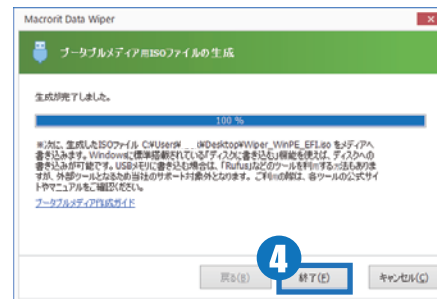 Macrorit Data Wiper
ブータブルメディア用ISOファイルの生成
生成が完了しました。
100 %
※次に、生成したISOファイル C:¥Users¥ _ _ i¥Desktop¥Wiper_WinPE_EFI.iso をメディアへ
書き込みます。Windowsに標準搭載されている「ディスクに書き込む」機能を使えば、ディスクへの
書き込みが可能です。USBメモリに書き込む場合は、「Rufus」などのツールを利用する方法もありま
すが、外部ツールとなるため当社のサポート対象外となります。ご利用の際は、各ツールの公式サイ
トやマニュアルをご確認ください。
ブータブルメディア作成ガイド
4
戻る(B)
終了(E)
キャンセル(C)